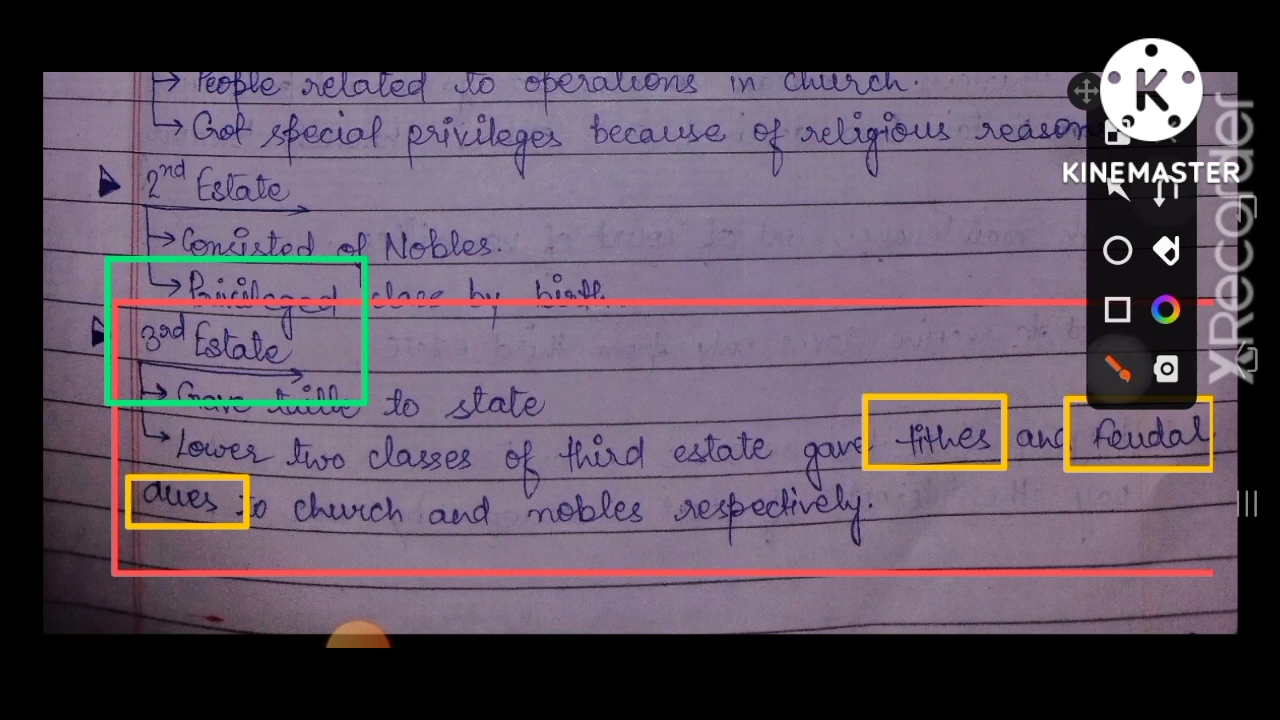 → People related to operations in church.
→ Got special privileges because of religious reasons
2nd Estate
→ Consisted of Nobles.
→ Privileged class by birth.
3rd Estate
→ Gave taille to state
→ Lower two classes of third estate gave tithes and feudal
dues to church and nobles respectively.
K
KINEMASTER
XRecorder